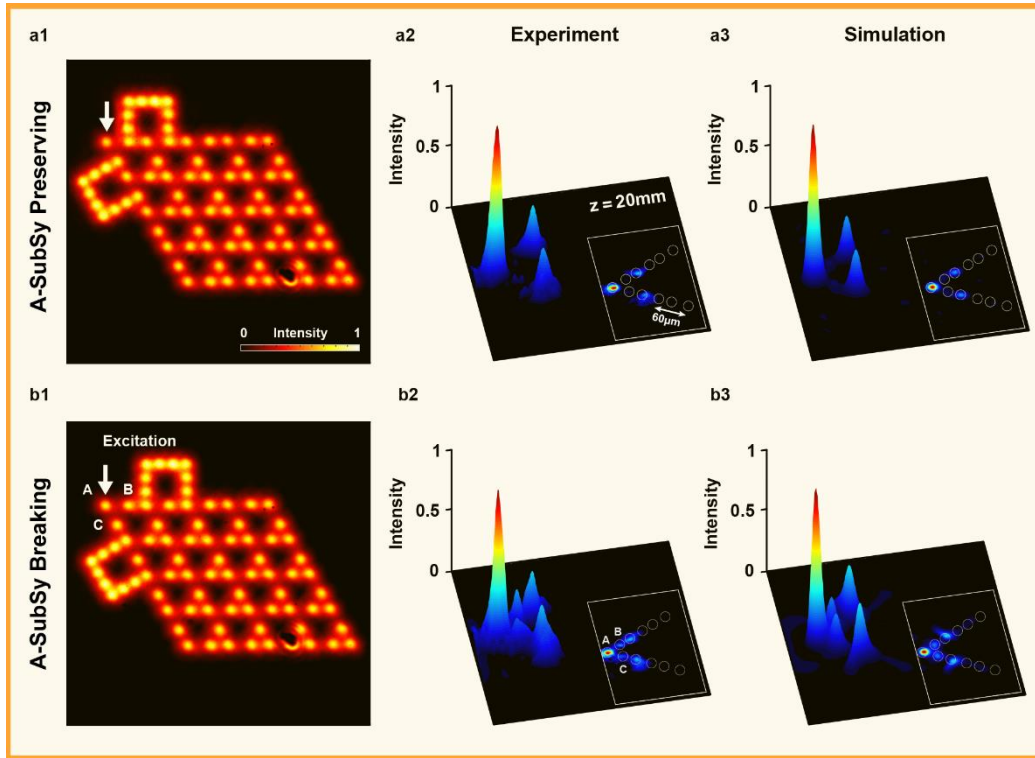 a1
a2
Experiment
a3
Simulation
A-SubSy Preserving
0 Intensity 1
Intensity
1
0.5
0
z = 20mm
60μm
Intensity
1
0.5
0
b1
b2
b3
A-SubSy Breaking
Excitation
A
B
C
Intensity
1
0.5
0
A
B
C
Intensity
1
0.5
0